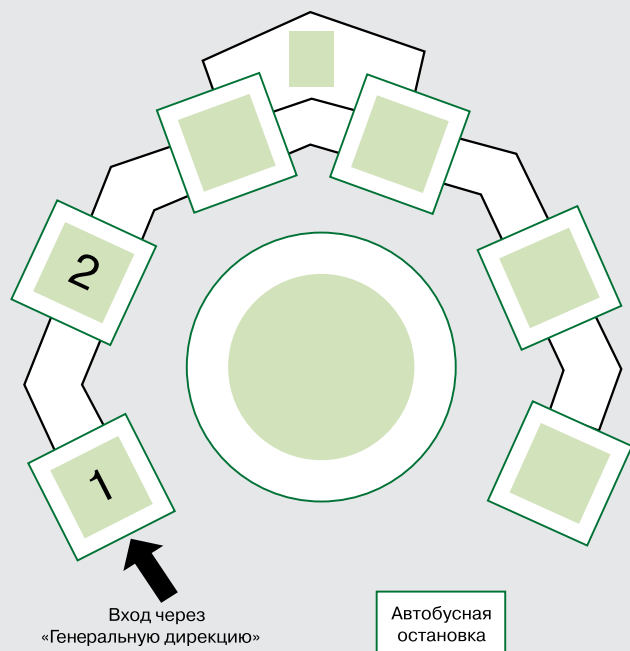 2
1
Вход через
«Генеральную дирекцию»
Автобусная
остановка